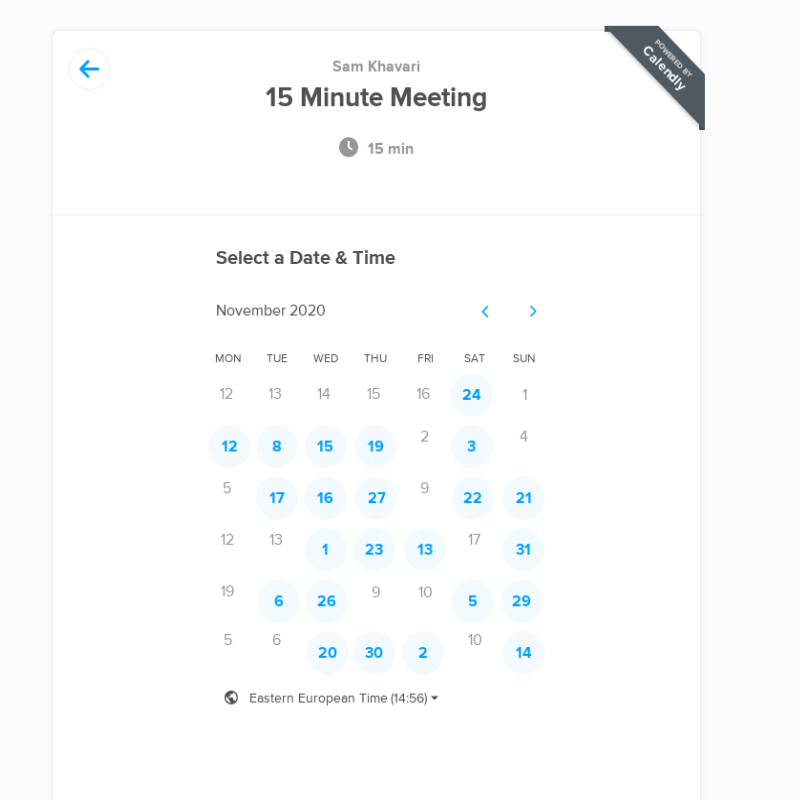 POWERED BY
Calendly
Sam Khavari
15 Minute Meeting
15 min
Select a Date & Time
November 2020
MON TUE WED THU FRI SAT SUN
12 13 14 15 16 24 1
12 8 15 19 2 3 4
5 17 16 27 9 22 21
12 13 1 23 13 17 31
19 6 26 9 10 5 29
5 6 20 30 2 10 14
Eastern European Time (14:56)